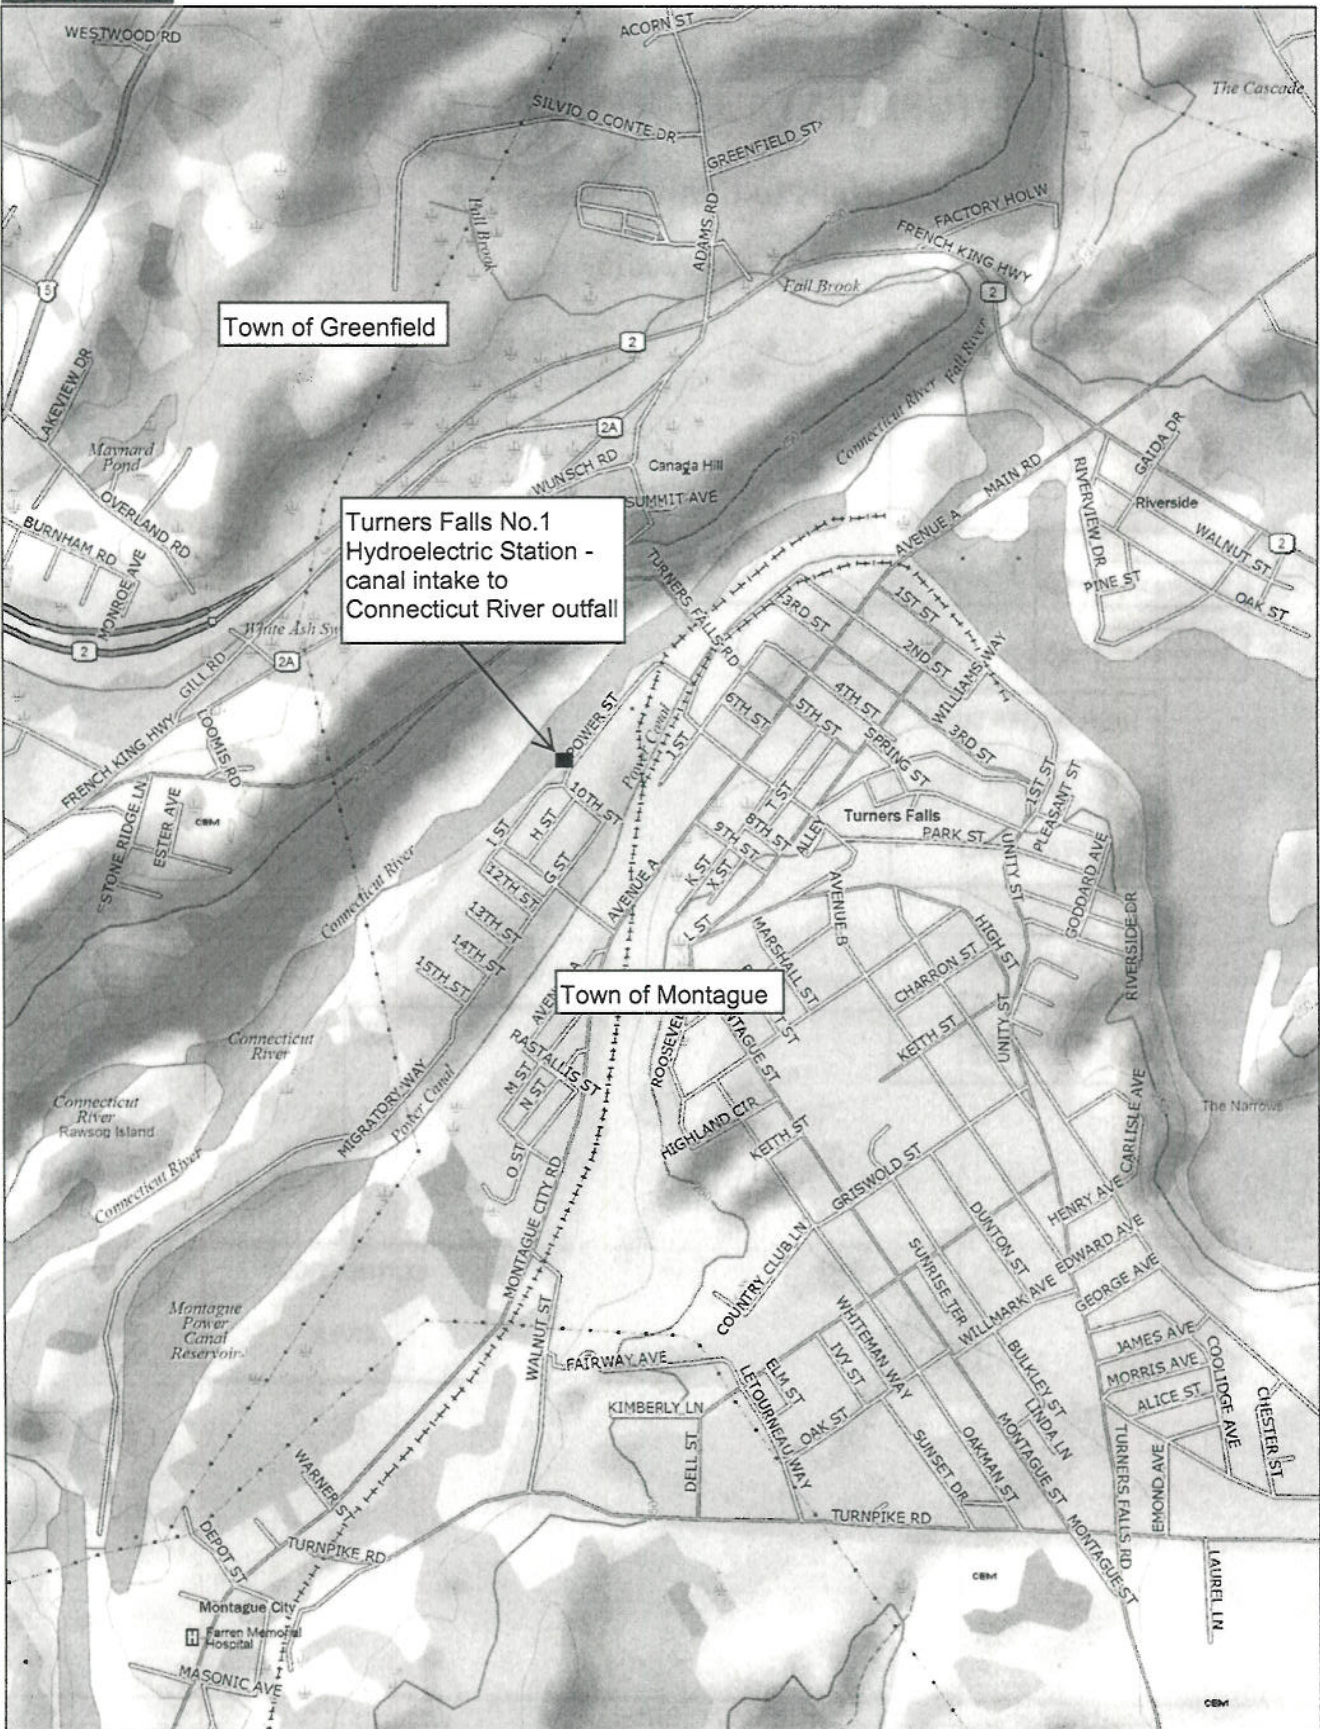 WESTWOOD RD
ACORN ST
The Cascade
SILVIO O CONTE DR
GREENFIELD ST
Fall Brook
ADAMS RD
FACTORY HOLW
FRENCH KING HWY
5
Fall Brook
2
Town of Greenfield
2
Fall River
LAKEVIEW DR
Connecticut River
2A
Maynard
Pond
WUNSCH RD
Canada Hill
GAIDA DR
MAIN RD
OVERLAND RD
SUMMIT AVE
RIVERVIEW DR
Riverside
BURNHAM RD
Turners Falls No.1
Hydroelectric Station -
canal intake to
Connecticut River outfall
AVENUE A
WALNUT ST
2
MONROE AVE
TURNERS FALLS RD
PINE ST
OAK ST
3RD ST
1ST ST
White Ash Sw
2
2A
GILL RD
2ND ST
WILLIAMS WAY
4TH ST
6TH ST
5TH ST
3RD ST
POWER ST
Power Canal
J ST
SPRING ST
LOOMIS RD
FRENCH KING HWY
1ST ST
PLEASANT ST
STONE RIDGE LN
ESTER AVE
CEM
10TH ST
T ST
Turners Falls
I ST
H ST
8TH ST
ALLEY
PARK ST
9TH ST
G ST
K ST
X ST
UNITY ST
GODDARD AVE
12TH ST
AVENUE A
AVENUE B
Connecticut River
13TH ST
L ST
MARSHALL ST
HIGH ST
RIVERSIDE DR
14TH ST
15TH ST
CHARRON ST
Town of Montague
UNITY ST
KEITH ST
Connecticut
River
RASTALLIS ST
M ST
N ST
MIGRATORY WAY
Power Canal
Connecticut
River
Rawson Island
HIGHLAND CIR
KEITH ST
CARLISLE AVE
The Narrows
O ST
GRISWOLD ST
Connecticut River
MONTAGUE CITY RD
HENRY AVE
DUNTON ST
EDWARD AVE
COUNTRY CLUB LN
SUNRISE TER
GEORGE AVE
Montague
Power
Canal
Reservoir
WHITEMAN WAY
WILLMARK AVE
WALNUT ST
JAMES AVE
FAIRWAY AVE
IVY ST
BULKLEY ST
MORRIS AVE
COOLIDGE AVE
ELM ST
ALICE ST
CHESTER ST
KIMBERLY LN
LETOURNEAU WAY
LINDA LN
OAK ST
DELL ST
SUNSET DR
OAKMAN ST
MONTAGUE ST
TURNERS FALLS RD
EMOND AVE
WARNER ST
TURNPIKE RD
MONTAGUE ST
DEPOT ST
TURNPIKE RD
LAUREL LN
CEM
Montague City
H
Farren Memorial
Hospital
MASONIC AVE
CEM